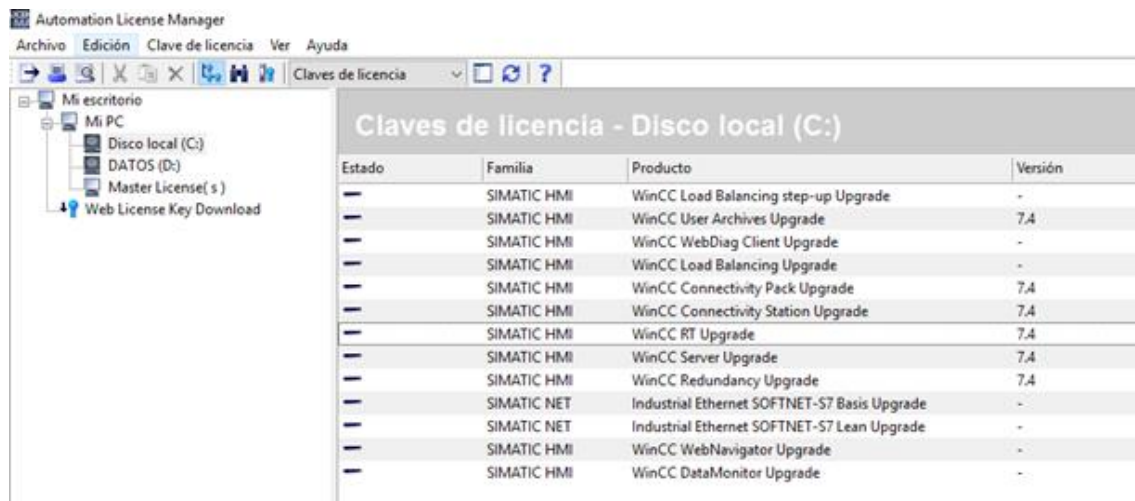 Automation License Manager
Archivo Edición Clave de licencia Ver Ayuda
Claves de licencia
Mi escritorio
Mi PC
Disco local (C:)
DATOS (D:)
Master License( s )
Web License Key Download
Claves de licencia - Disco local (C:)
Estado Familia Producto Versión
SIMATIC HMI WinCC Load Balancing step-up Upgrade -
SIMATIC HMI WinCC User Archives Upgrade 7.4
SIMATIC HMI WinCC WebDiag Client Upgrade -
SIMATIC HMI WinCC Load Balancing Upgrade -
SIMATIC HMI WinCC Connectivity Pack Upgrade 7.4
SIMATIC HMI WinCC Connectivity Station Upgrade 7.4
SIMATIC HMI WinCC RT Upgrade 7.4
SIMATIC HMI WinCC Server Upgrade 7.4
SIMATIC HMI WinCC Redundancy Upgrade 7.4
SIMATIC NET Industrial Ethernet SOFTNET-S7 Basis Upgrade -
SIMATIC NET Industrial Ethernet SOFTNET-S7 Lean Upgrade -
SIMATIC HMI WinCC WebNavigator Upgrade -
SIMATIC HMI WinCC DataMonitor Upgrade -